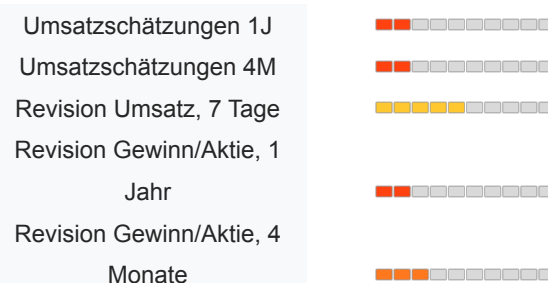 Umsatzschätzungen 1J
Umsatzschätzungen 4M
Revision Umsatz, 7 Tage
Revision Gewinn/Aktie, 1
Jahr
Revision Gewinn/Aktie, 4
Monate